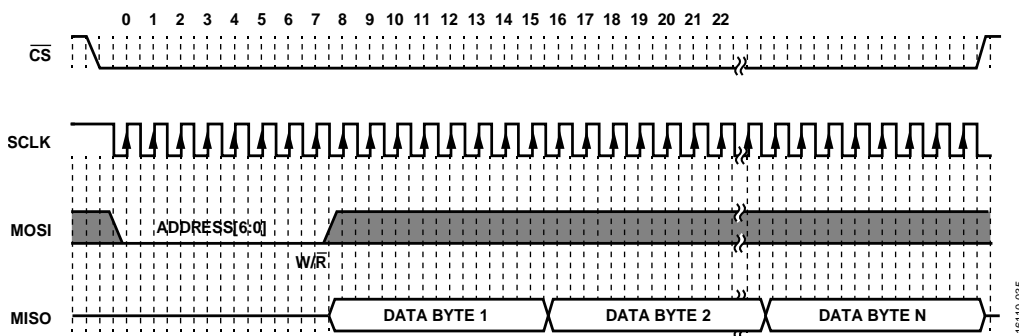 0 1 2 3 4 5 6 7 8 9 10 11 12 13 14 15 16 17 18 19 20 21 22
CS
SCLK
MOSI
ADDRESS[6:0]
W/R
MISO
DATA BYTE 1
DATA BYTE 2
DATA BYTE N